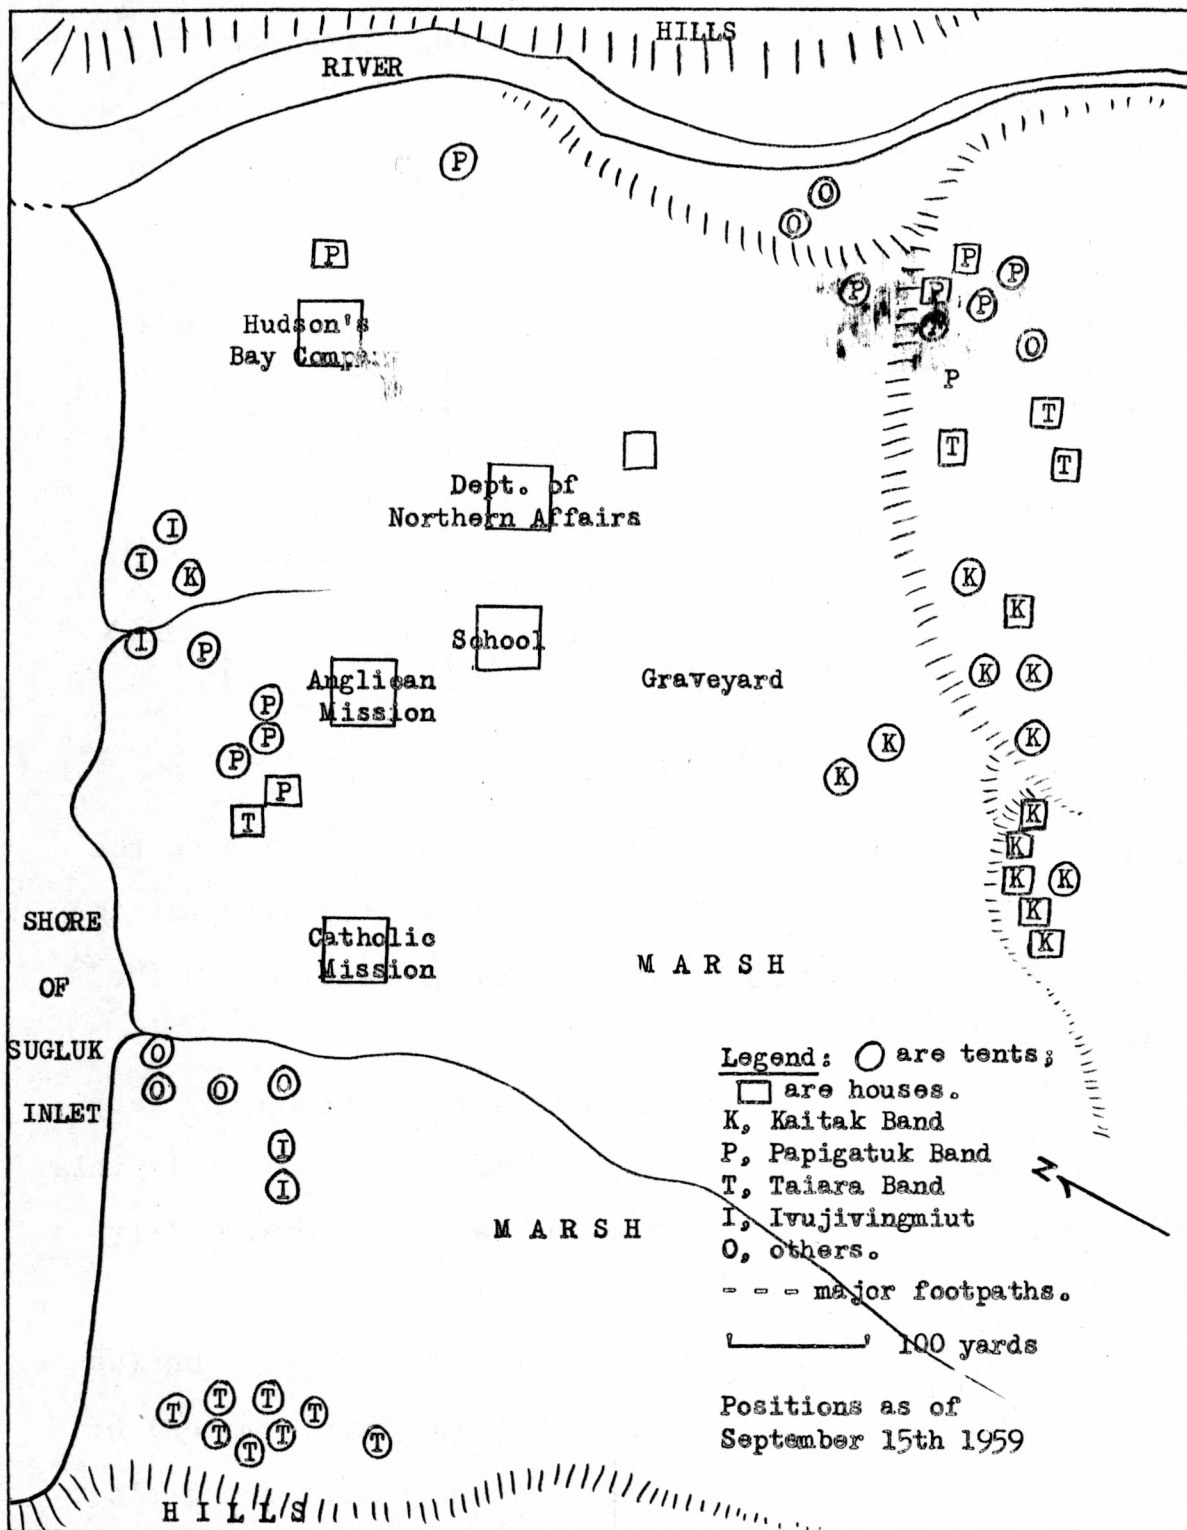 HILLS
RIVER
P
O
O
P
P
P
P
P
P
Hudson's
Bay Company
O
P
T
T
T
Dept. of
Northern Affairs
I
I
K
K
K
School
I
P
Anglican
Mission
Graveyard
K
K
P
P
P
K
K
K
P
T
K
K
K
K
K
K
SHORE
OF
SUGLUK
INLET
Catholic
Mission
MARSH
O
O
O
O
I
I
MARSH
Legend: O are tents;
□ are houses.
K, Kaitak Band
P, Papigatuk Band
T, Taiara Band
I, Ivujivingmiut
O, others.
- - - major footpaths.
100 yards
N
Positions as of
September 15th 1959
T
T
T
T
T
T
T
T
HILLS